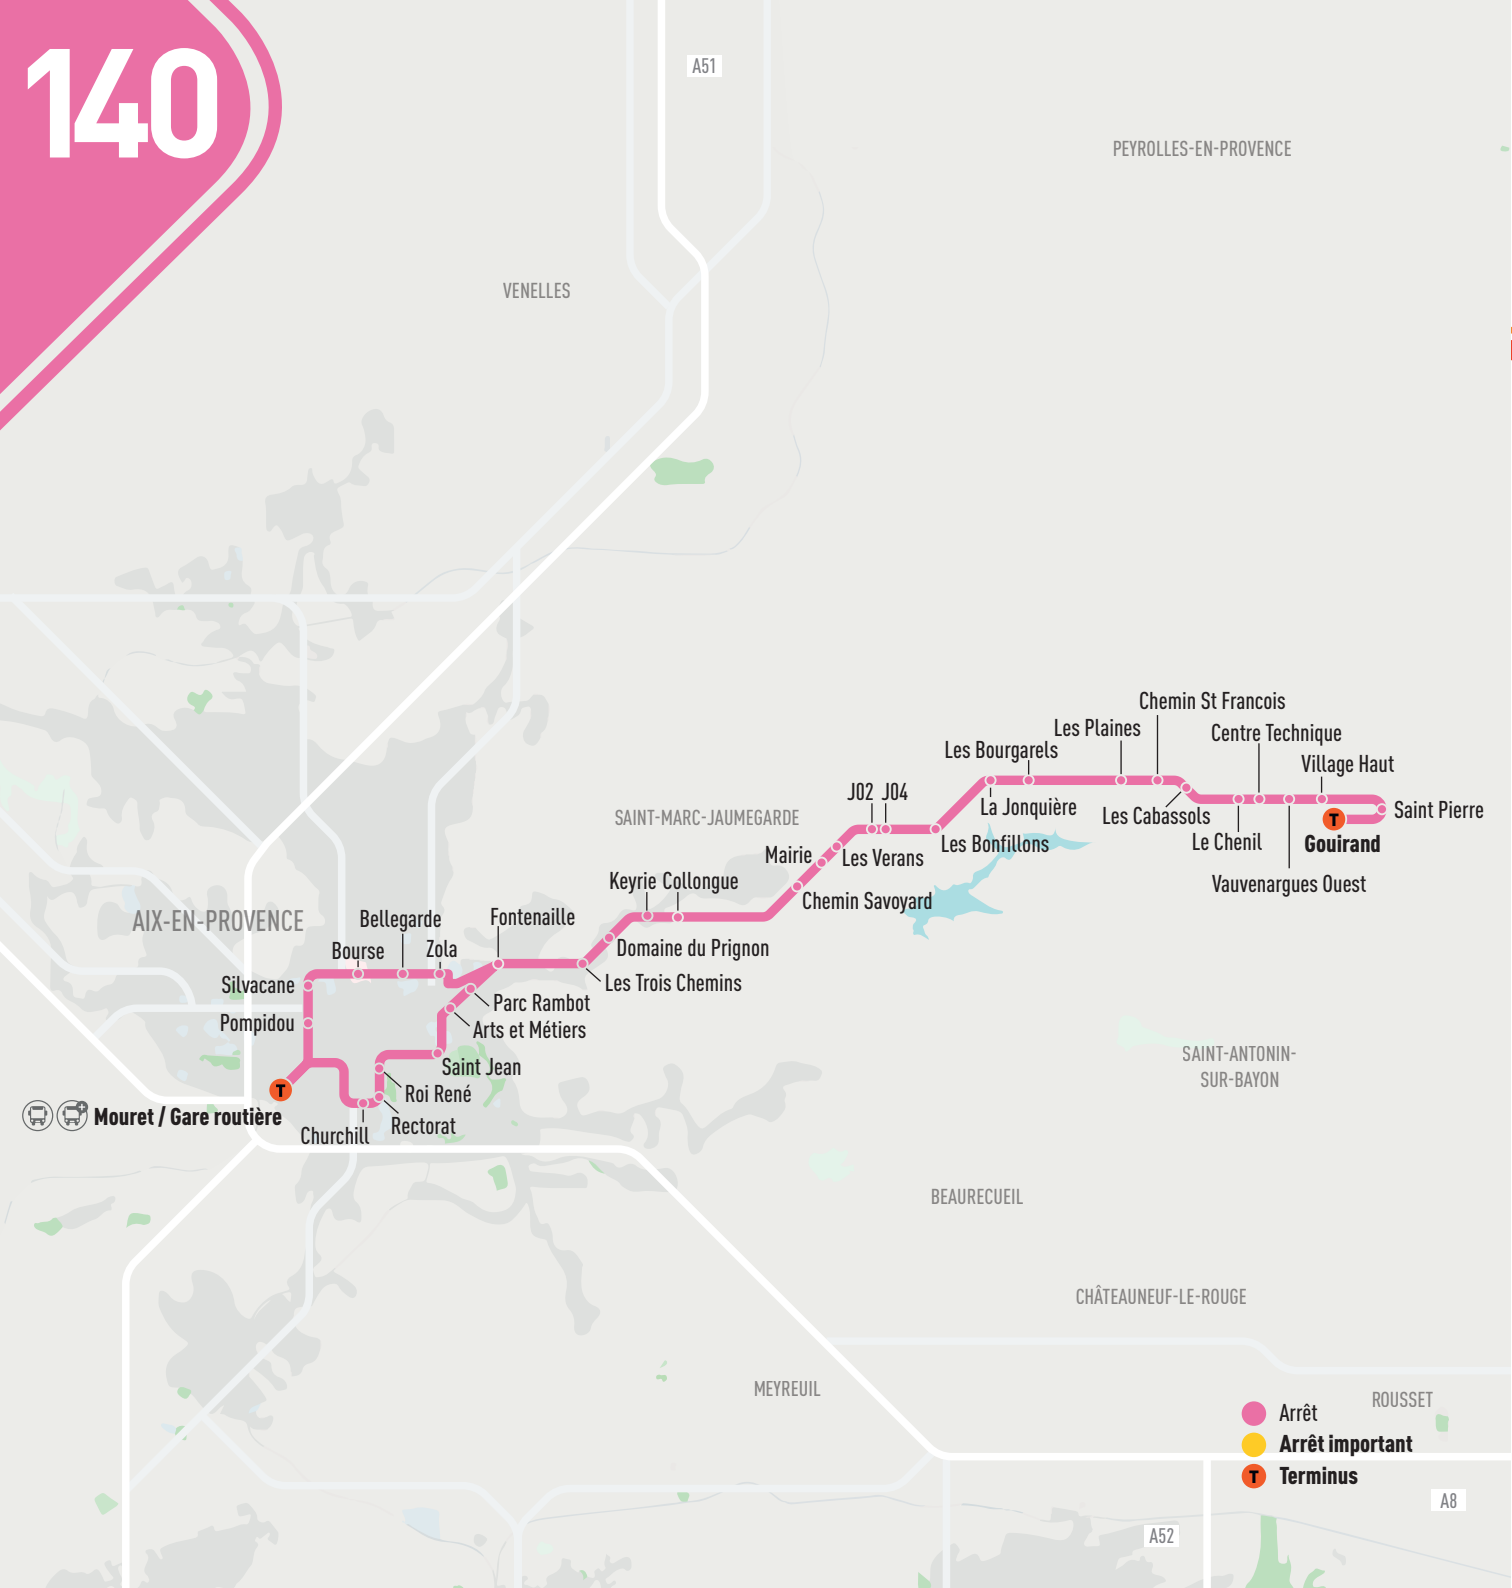 140
A51
PEYROLLES-EN-PROVENCE
VENELLES
Chemin St Francois
Les Plaines
Centre Technique
Les Bourgarels
Village Haut
J02 J04
La Jonquière
Les Cabassols
Saint Pierre
SAINT-MARC-JAUMEGARDE
Le Chenil
T
Gouirand
Les Bonfillons
Mairie
Les Verans
Vauvenargues Ouest
Keyrie
Collongue
Chemin Savoyard
AIX-EN-PROVENCE
Bellegarde
Fontenaille
Bourse
Zola
Domaine du Prignon
Silvacane
Les Trois Chemins
Parc Rambot
Pompidou
Arts et Métiers
Saint Jean
SAINT-ANTONIN-
SUR-BAYON
T
Roi René
Mouret / Gare routière
Rectorat
Churchill
BEAURECUEIL
CHÂTEAUNEUF-LE-ROUGE
MEYREUIL
ROUSSET
Arrêt
Arrêt important
T Terminus
A8
A52